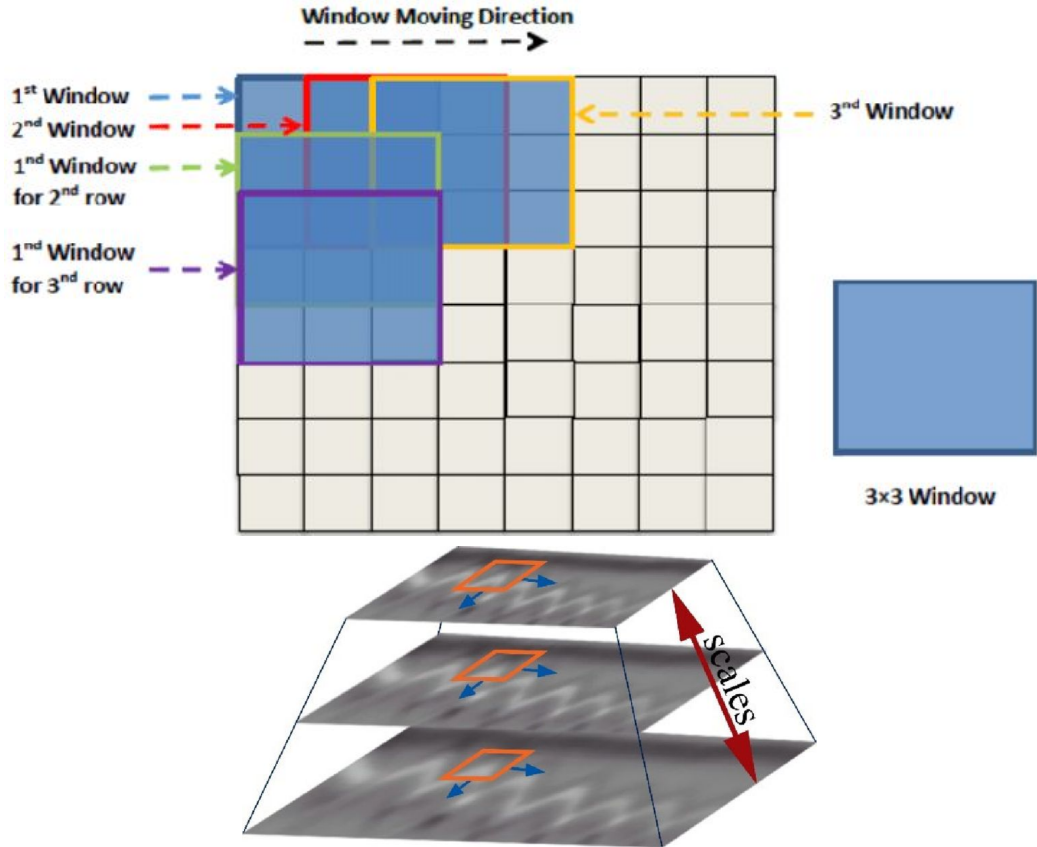 Window Moving Direction
1st Window
2nd Window
3nd Window
1nd Window
for 2nd row
1nd Window
for 3nd row
3×3 Window
scales